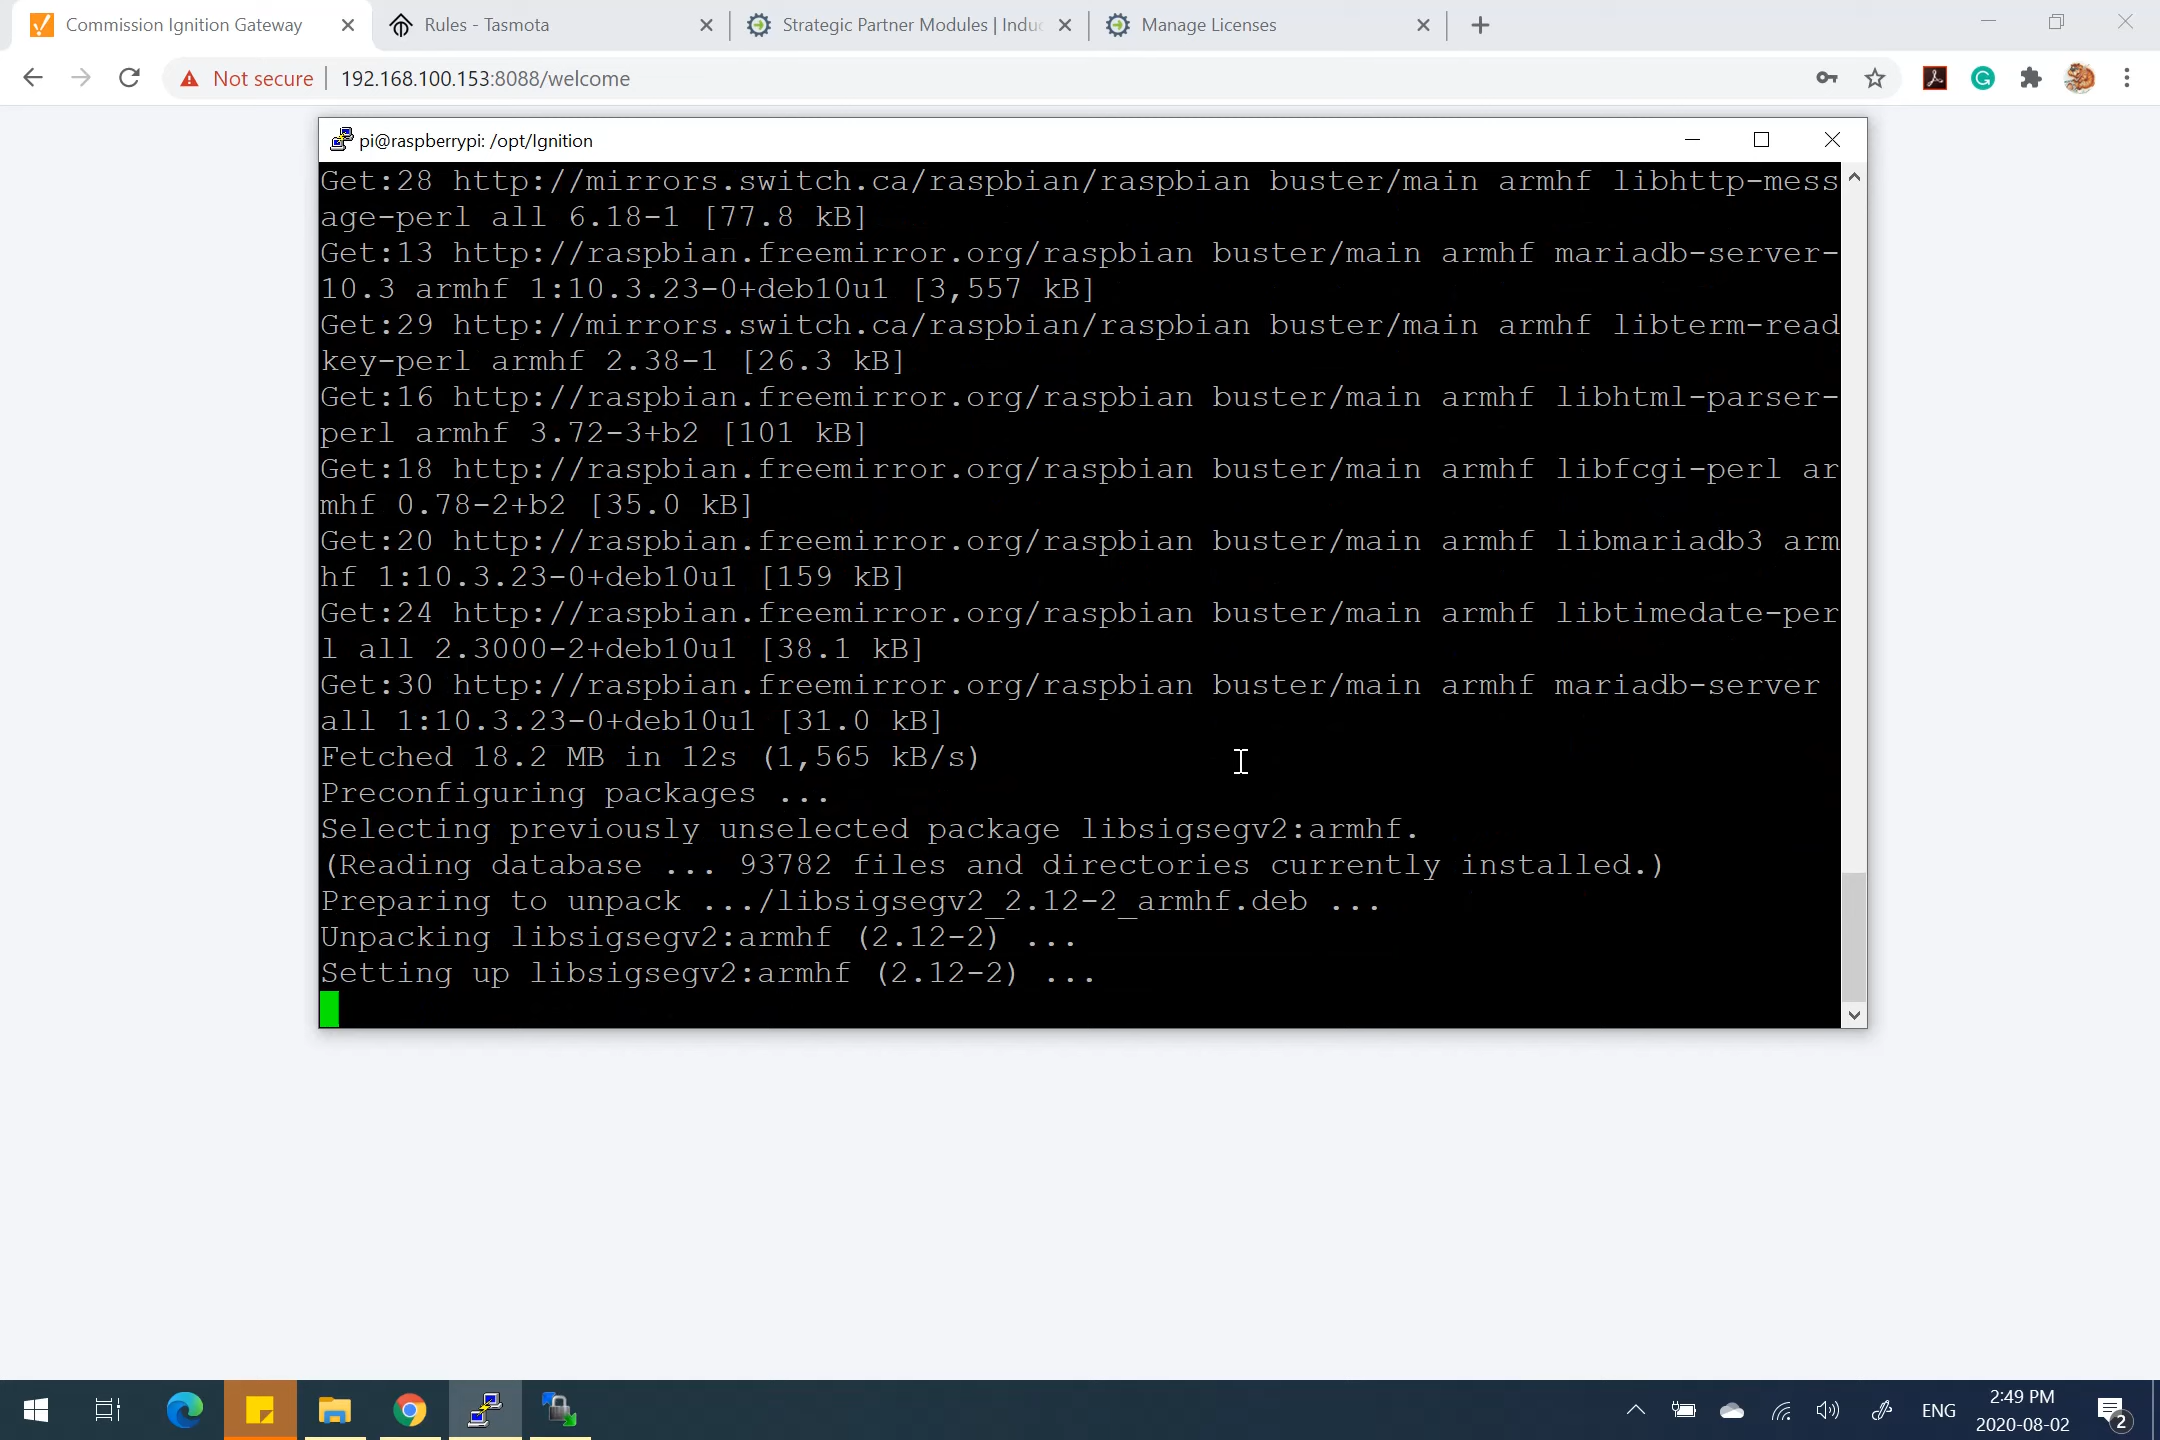 Commission Ignition Gateway
Rules - Tasmota
Strategic Partner Modules | Induc
Manage Licenses
Not secure
192.168.100.153:8088/welcome
pi@raspberrypi: /opt/Ignition
Get:28 http://mirrors.switch.ca/raspbian/raspbian buster/main armhf libhttp-mess
age-perl all 6.18-1 [77.8 kB]
Get:13 http://raspbian.freemirror.org/raspbian buster/main armhf mariadb-server-
10.3 armhf 1:10.3.23-0+deb10u1 [3,557 kB]
Get:29 http://mirrors.switch.ca/raspbian/raspbian buster/main armhf libterm-read
key-perl armhf 2.38-1 [26.3 kB]
Get:16 http://raspbian.freemirror.org/raspbian buster/main armhf libhtml-parser-
perl armhf 3.72-3+b2 [101 kB]
Get:18 http://raspbian.freemirror.org/raspbian buster/main armhf libfcgi-perl ar
mhf 0.78-2+b2 [35.0 kB]
Get:20 http://raspbian.freemirror.org/raspbian buster/main armhf libmariadb3 arm
hf 1:10.3.23-0+deb10u1 [159 kB]
Get:24 http://raspbian.freemirror.org/raspbian buster/main armhf libtimedate-per
l all 2.3000-2+deb10u1 [38.1 kB]
Get:30 http://raspbian.freemirror.org/raspbian buster/main armhf mariadb-server
all 1:10.3.23-0+deb10u1 [31.0 kB]
Fetched 18.2 MB in 12s (1,565 kB/s)
Preconfiguring packages ...
Selecting previously unselected package libsigsegv2:armhf.
(Reading database ... 93782 files and directories currently installed.)
Preparing to unpack .../libsigsegv2_2.12-2_armhf.deb ...
Unpacking libsigsegv2:armhf (2.12-2) ...
Setting up libsigsegv2:armhf (2.12-2) ...
ENG
2:49 PM
2020-08-02
2